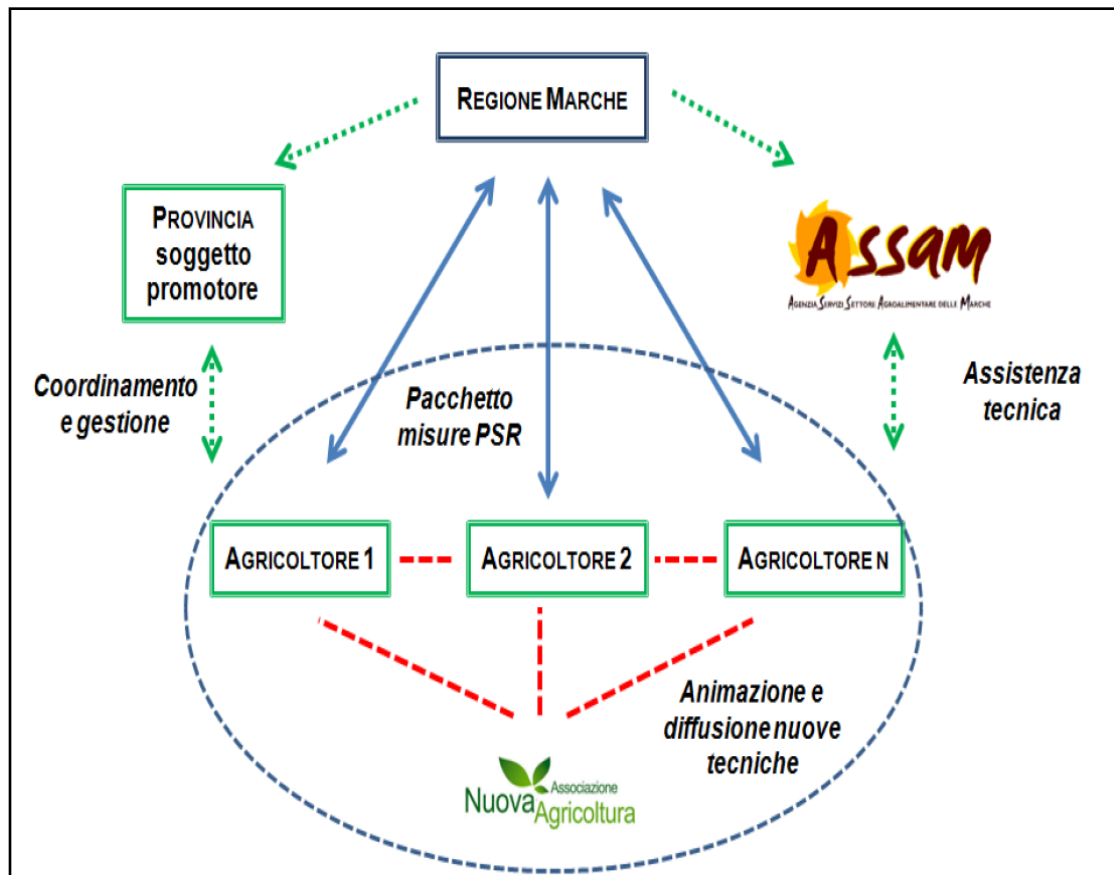 REGIONE MARCHE
PROVINCIA
soggetto
promotore
ASSAM
AGENZIA SERVIZI SETTORE AGROALIMENTARE DELLE MARCHE
Coordinamento
e gestione
Pacchetto
misure PSR
Assistenza
tecnica
AGRICOLTORE 1
AGRICOLTORE 2
AGRICOLTORE N
Animazione e
diffusione nuove
tecniche
Associazione
Nuova Agricoltura